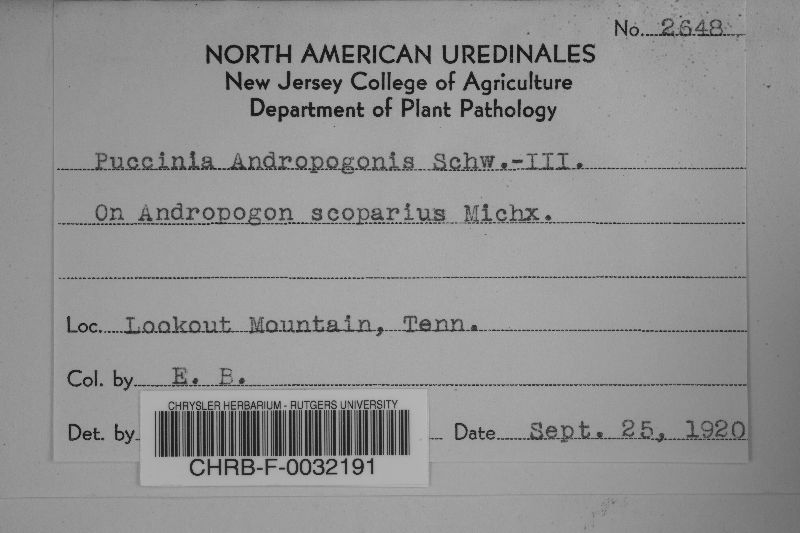 No. 2648
NORTH AMERICAN UREDINALES
New Jersey College of Agriculture
Department of Plant Pathology
Puccinia Andropogonis Schw.-III.
On Andropogon scoparius Michx.
Loc. Lookout Mountain, Tenn.
Col. by E. B.
CHRYSLER HERBARIUM - RUTGERS UNIVERSITY
Det. by Date Sept. 25, 1920
CHRB-F-0032191